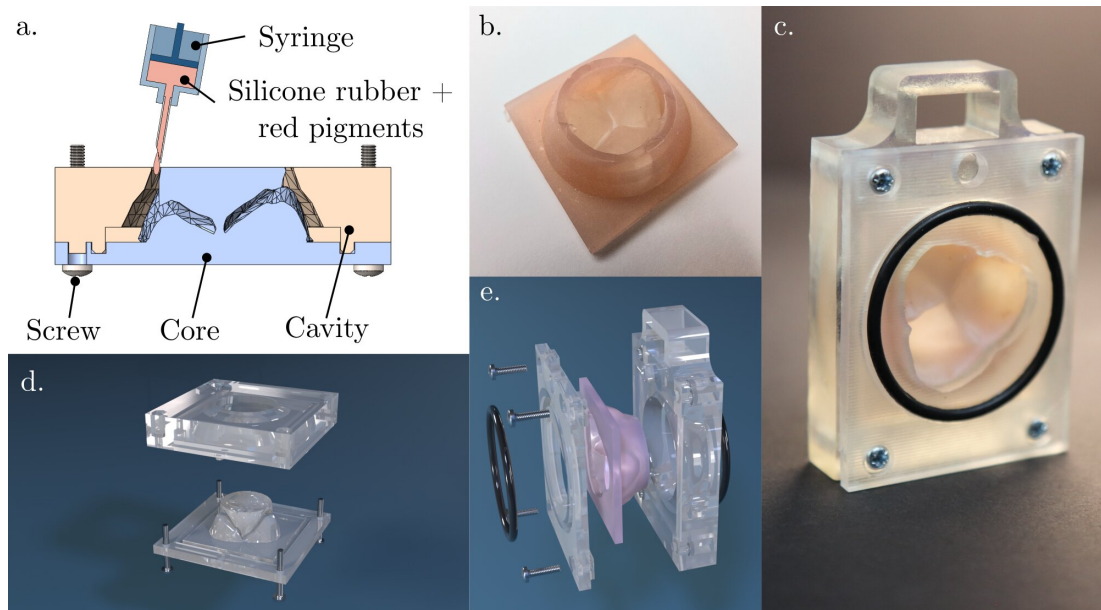 a.
Syringe
Silicone rubber +
red pigments
Screw
Core
Cavity
b.
c.
d.
e.